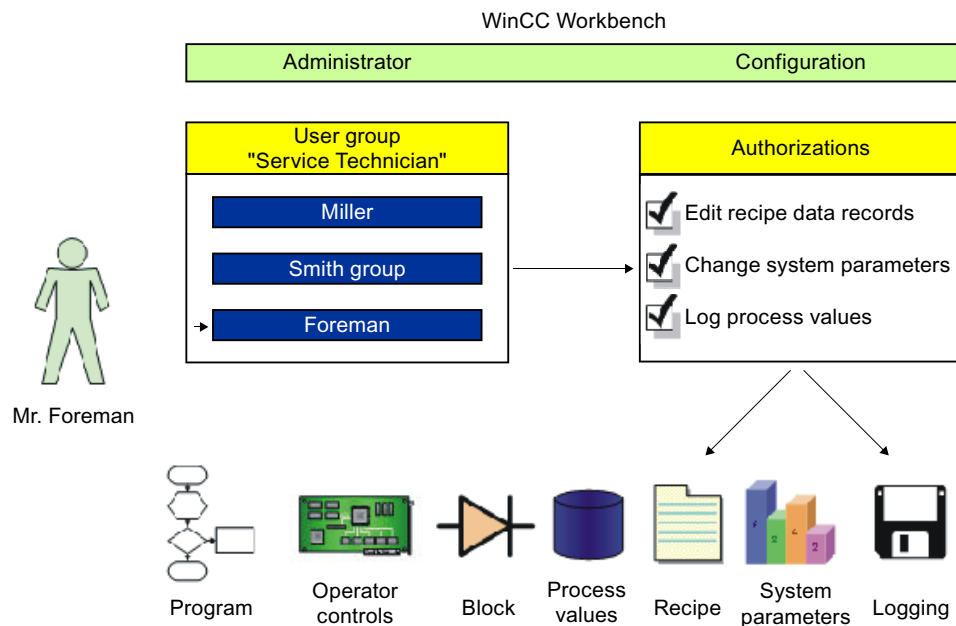 WinCC Workbench
Administrator
Configuration
User group
"Service Technician"
Authorizations
Miller
Smith group
Foreman
Edit recipe data records
Change system parameters
Log process values
Mr. Foreman
Program
Operator
controls
Block
Process
values
Recipe
System
parameters
Logging